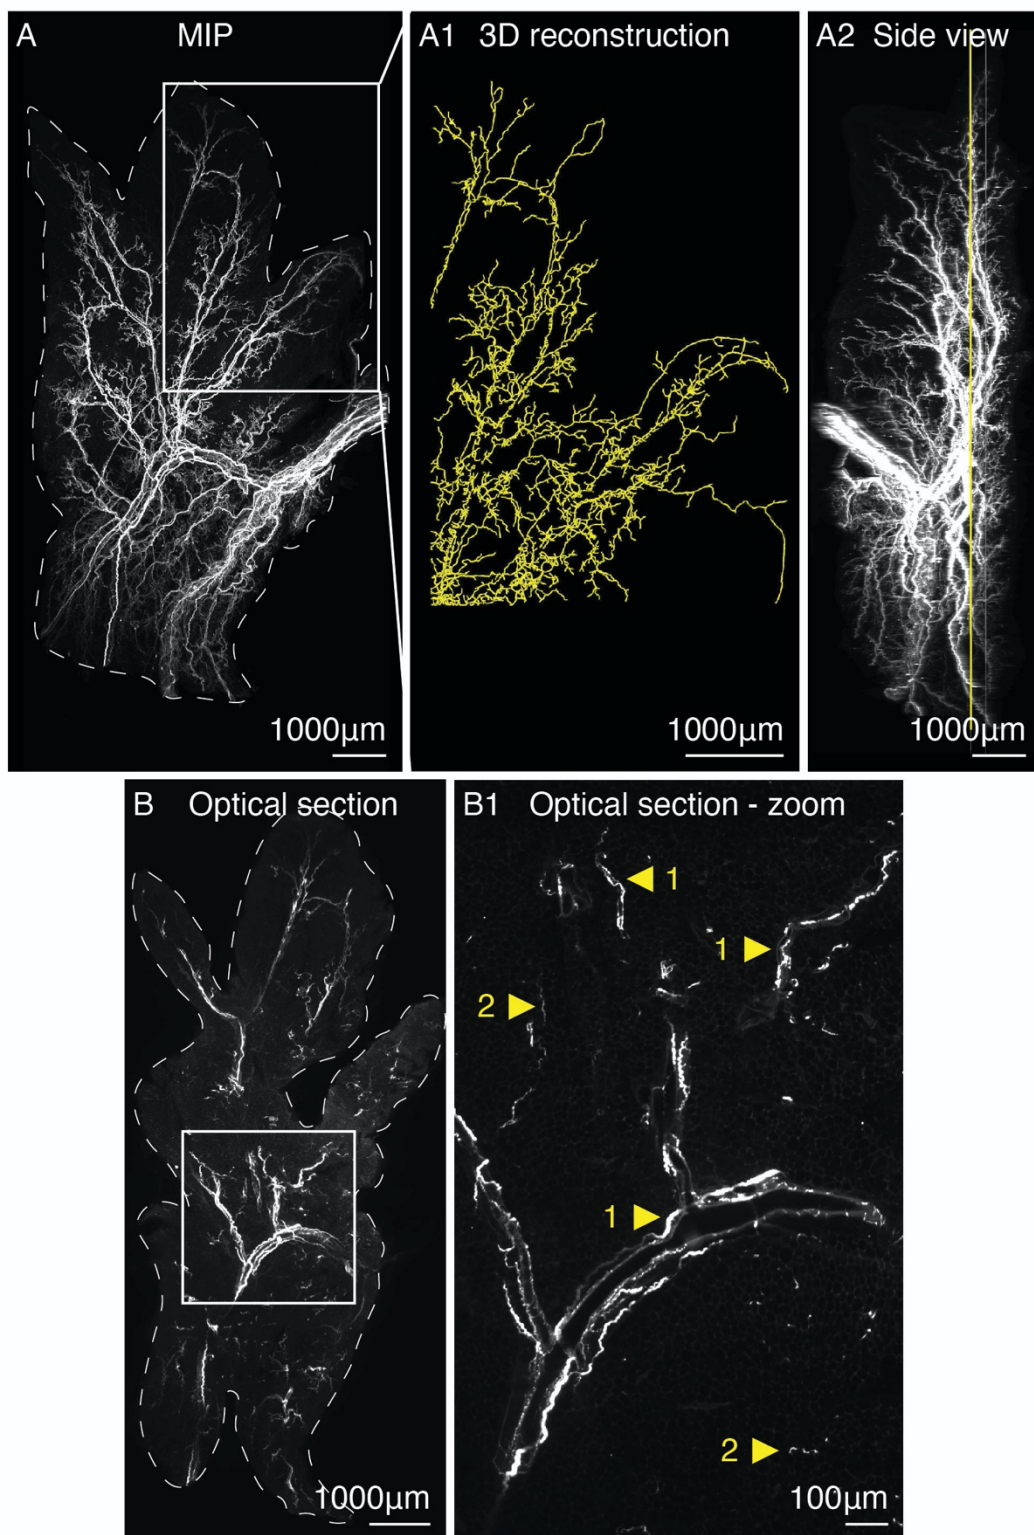 A MIP
1000µm
A1 3D reconstruction
1000µm
A2 Side view
1000µm
B Optical section
1000µm
B1 Optical section - zoom
1
1
2
1
2
100µm